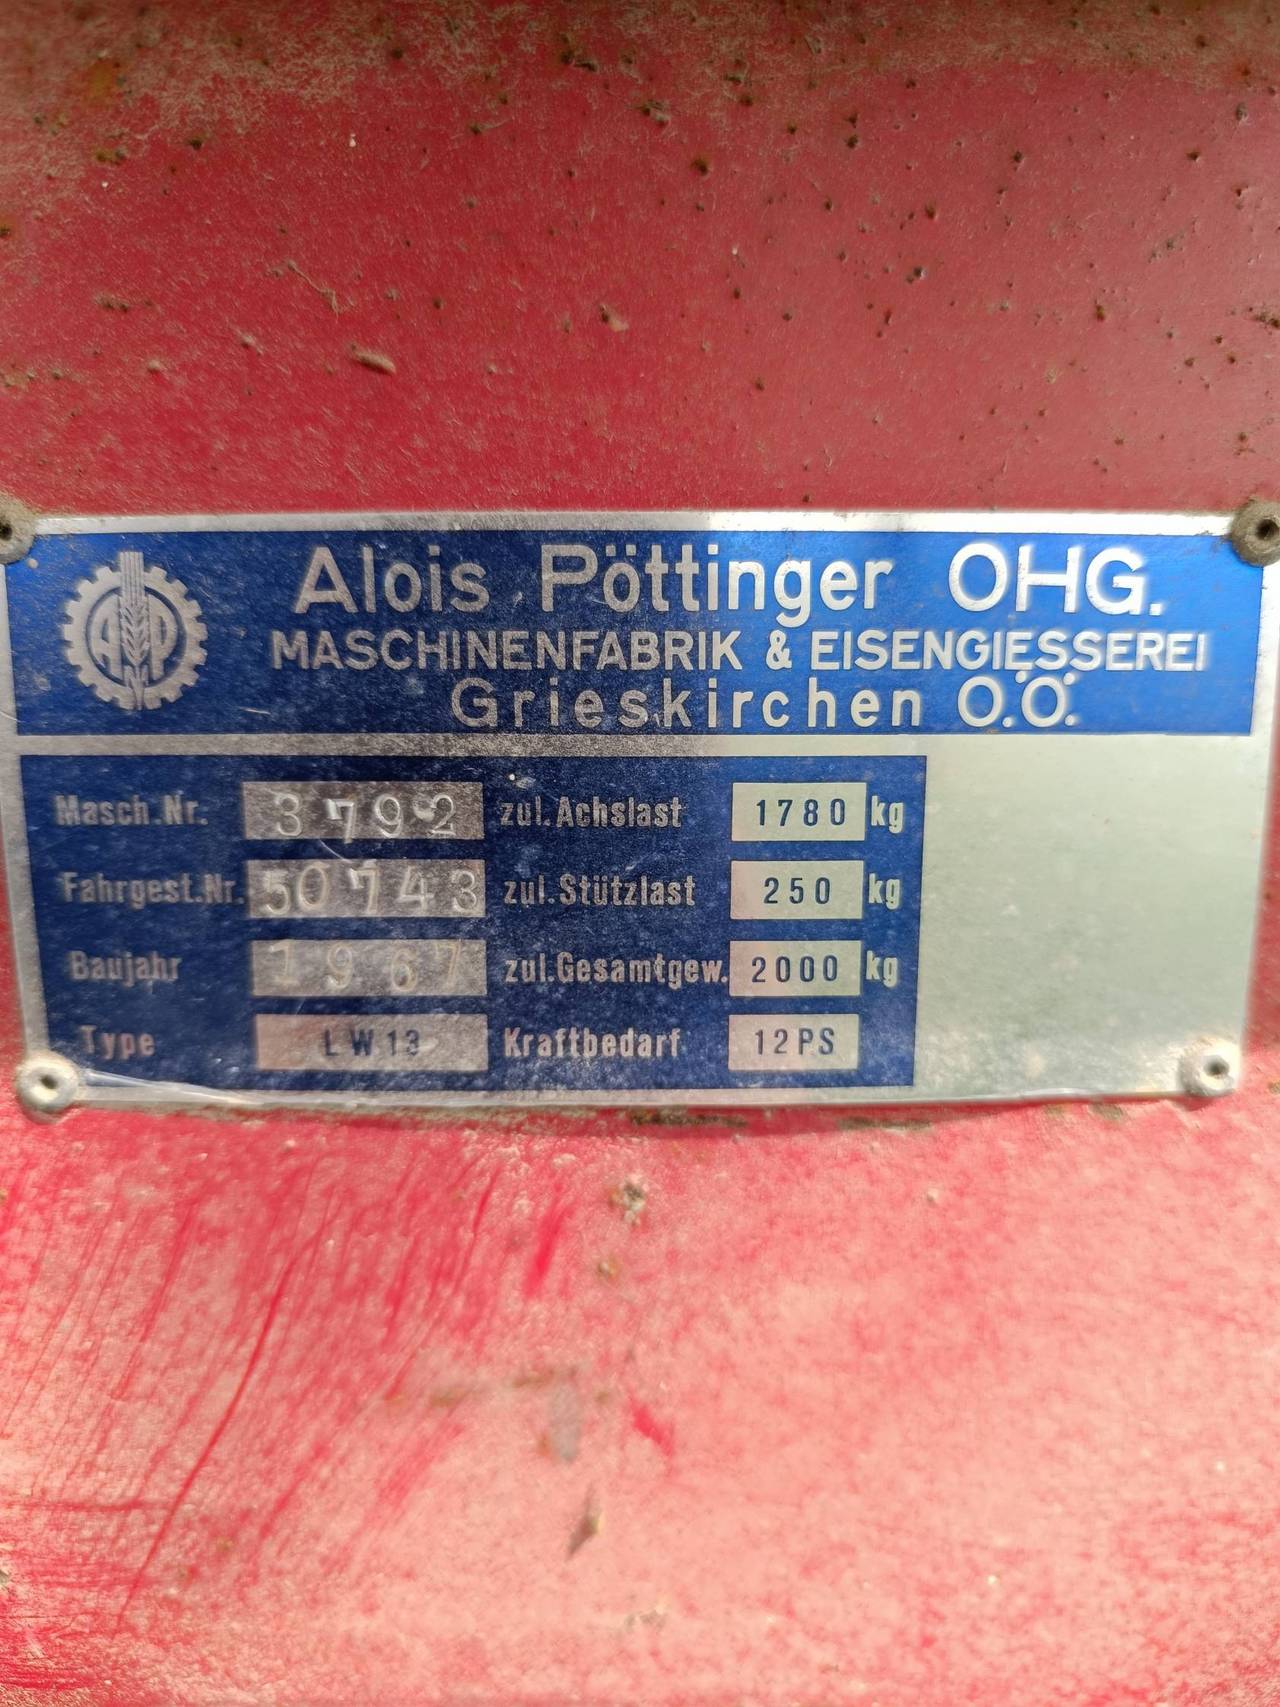 AP
Alois Pöttinger OHG.
MASCHINENFABRIK & EISENGIESSEREI
Grieskirchen O.Ö.
Masch.Nr. 3792 zul.Achslast 1780 kg
Fahrgest.Nr. 50743 zul.Stützlast 250 kg
Baujahr 1967 zul.Gesamtgew. 2000 kg
Type LW13 Kraftbedarf 12PS